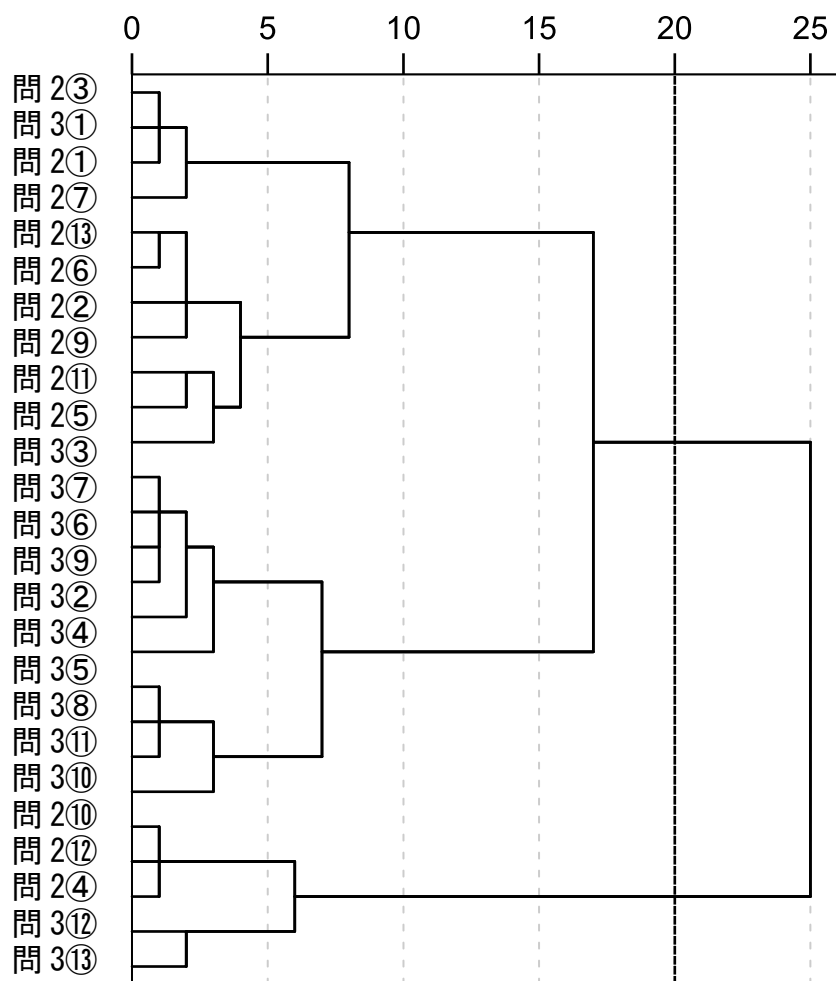 0 5 10 15 20 25
問 2③
問 3①
問 2①
問 2⑦
問 2⑬
問 2⑥
問 2②
問 2⑨
問 2⑪
問 2⑤
問 3③
問 3⑦
問 3⑥
問 3⑨
問 3②
問 3④
問 3⑤
問 3⑧
問 3⑪
問 3⑩
問 2⑩
問 2⑫
問 2④
問 3⑫
問 3⑬